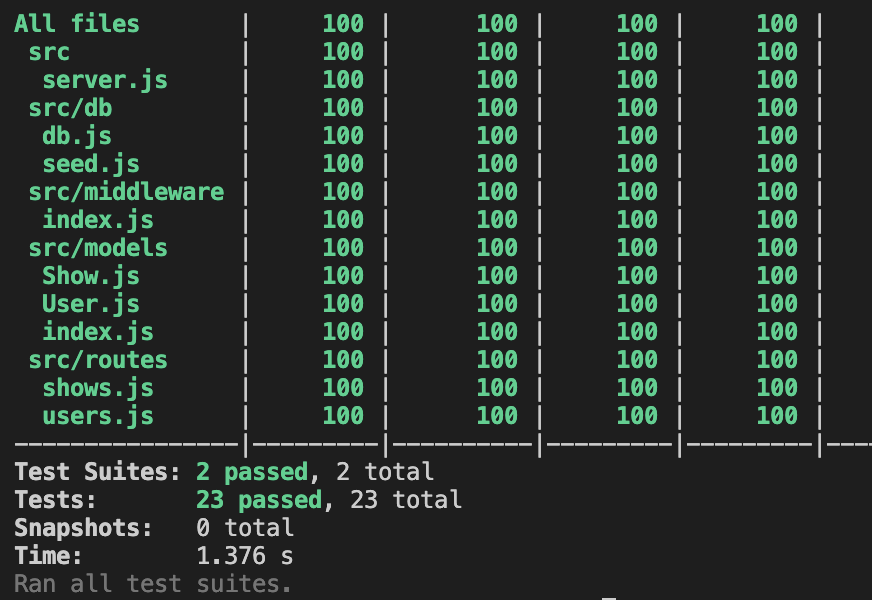 All files | 100 | 100 | 100 | 100 |
src | 100 | 100 | 100 | 100 |
server.js | 100 | 100 | 100 | 100 |
src/db | 100 | 100 | 100 | 100 |
db.js | 100 | 100 | 100 | 100 |
seed.js | 100 | 100 | 100 | 100 |
src/middleware | 100 | 100 | 100 | 100 |
index.js | 100 | 100 | 100 | 100 |
src/models | 100 | 100 | 100 | 100 |
Show.js | 100 | 100 | 100 | 100 |
User.js | 100 | 100 | 100 | 100 |
index.js | 100 | 100 | 100 | 100 |
src/routes | 100 | 100 | 100 | 100 |
shows.js | 100 | 100 | 100 | 100 |
users.js | 100 | 100 | 100 | 100 |
----------------|---------|----------|---------|---------|----
Test Suites: 2 passed, 2 total
Tests: 23 passed, 23 total
Snapshots: 0 total
Time: 1.376 s
Ran all test suites.